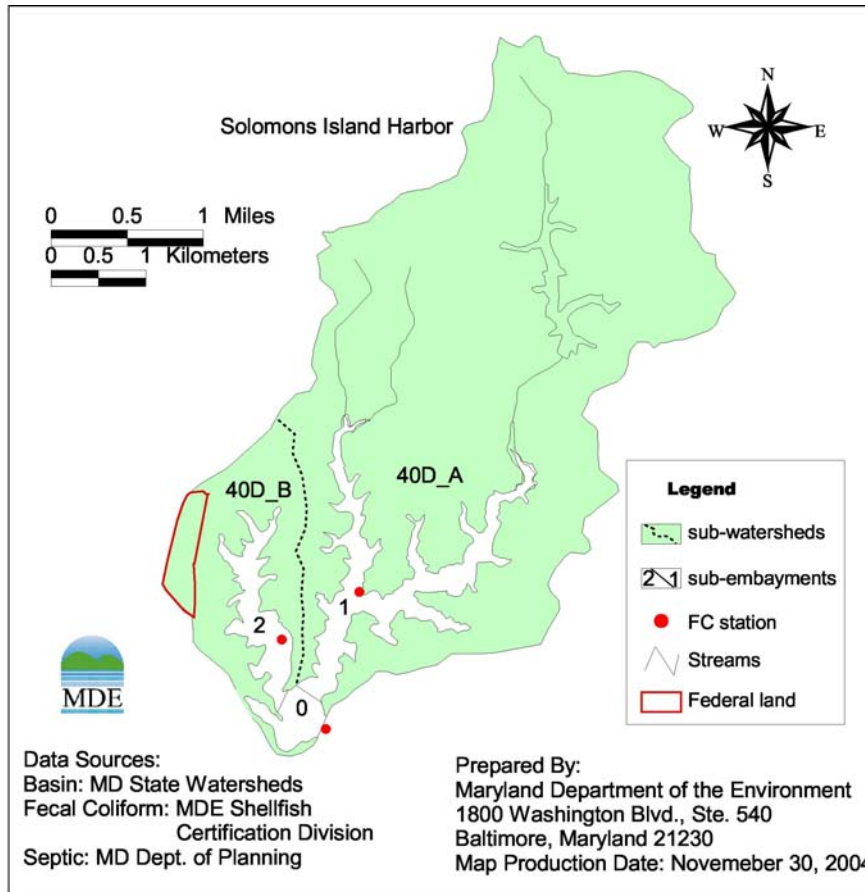 Solomons Island Harbor
N
W
E
S
0 0.5 1 Miles
0 0.5 1 Kilometers
40D_B
40D_A
2
1
0
Legend
sub-watersheds
2 1 sub-embayments
FC station
Streams
Federal land
MDE
Data Sources:
Basin: MD State Watersheds
Fecal Coliform: MDE Shellfish
Certification Division
Septic: MD Dept. of Planning
Prepared By:
Maryland Department of the Environment
1800 Washington Blvd., Ste. 540
Baltimore, Maryland 21230
Map Production Date: Novemeber 30, 2004